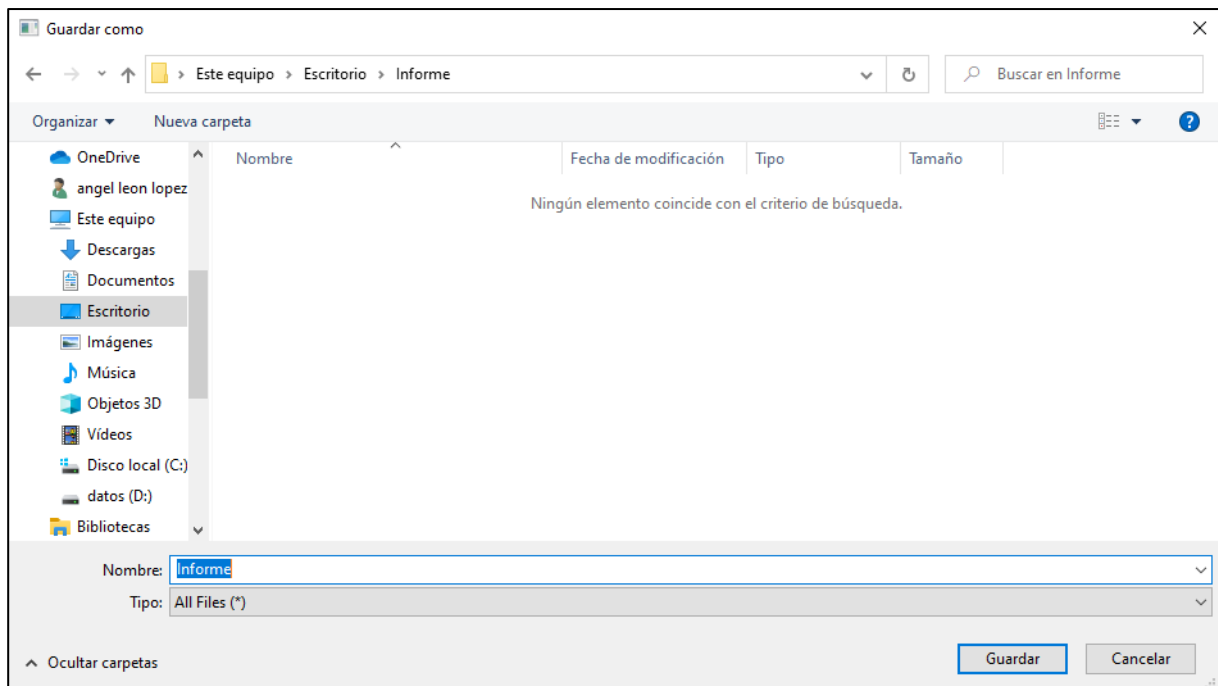 Guardar como
Este equipo > Escritorio > Informe
Buscar en Informe
Organizar
Nueva carpeta
OneDrive
angel leon lopez
Este equipo
Descargas
Documentos
Escritorio
Imágenes
Música
Objetos 3D
Vídeos
Disco local (C:)
datos (D:)
Bibliotecas
Nombre Fecha de modificación Tipo Tamaño
Ningún elemento coincide con el criterio de búsqueda.
Nombre: Informe
Tipo: All Files (*)
Ocultar carpetas
Guardar Cancelar